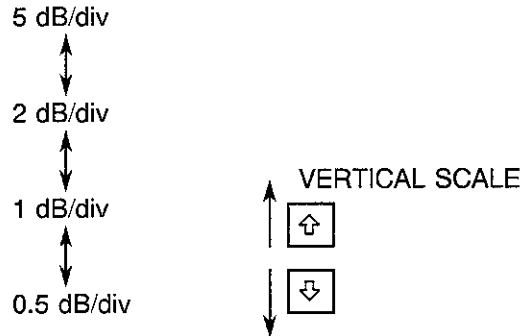 5 dB/div
2 dB/div
VERTICAL SCALE
1 dB/div
0.5 dB/div